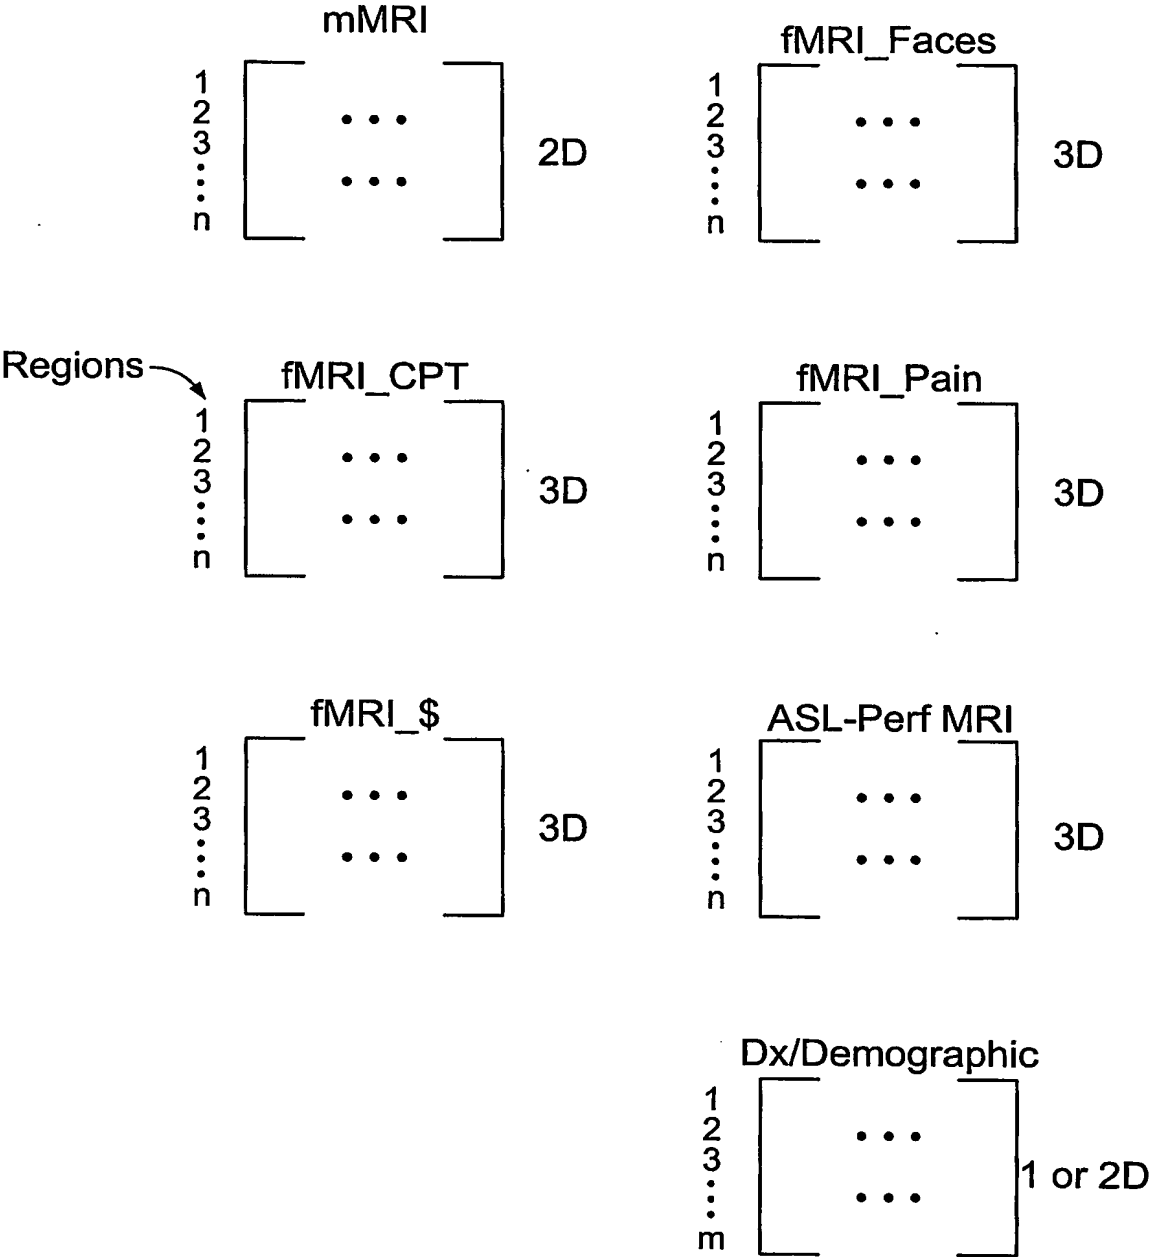 mMRI
1
2
3
n
2D
fMRI_Faces
1
2
3
n
3D
Regions
fMRI_CPT
1
2
3
n
3D
fMRI_Pain
1
2
3
n
3D
fMRI_$
1
2
3
n
3D
ASL-Perf MRI
1
2
3
n
3D
Dx/Demographic
1
2
3
m
1 or 2D